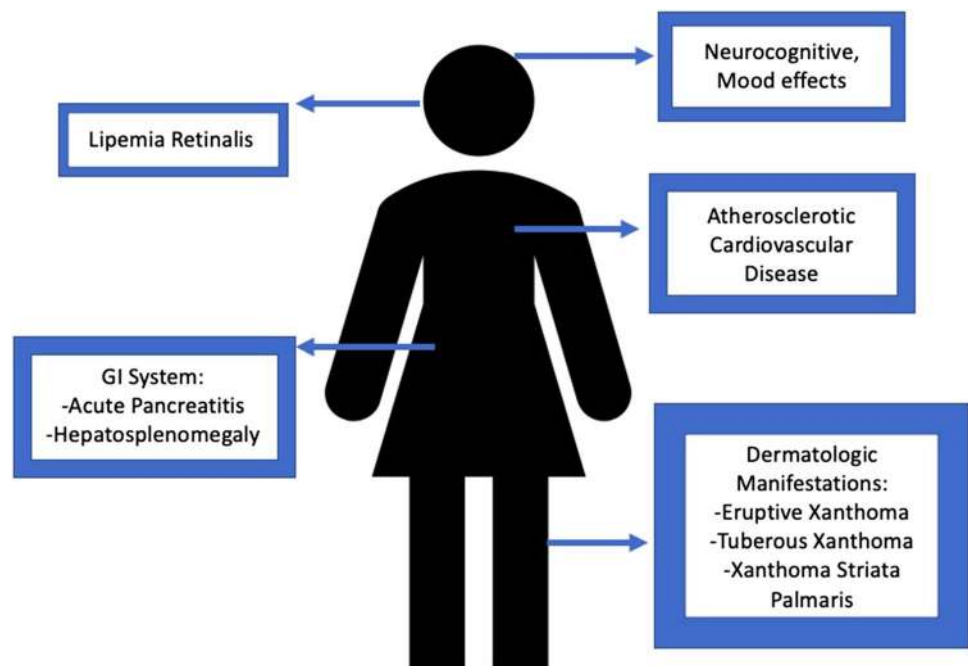 Neurocognitive,
Mood effects
Lipemia Retinalis
Atherosclerotic
Cardiovascular
Disease
GI System:
-Acute Pancreatitis
-Hepatosplenomegaly
Dermatologic
Manifestations:
-Eruptive Xanthoma
-Tuberous Xanthoma
-Xanthoma Striata
Palmaris